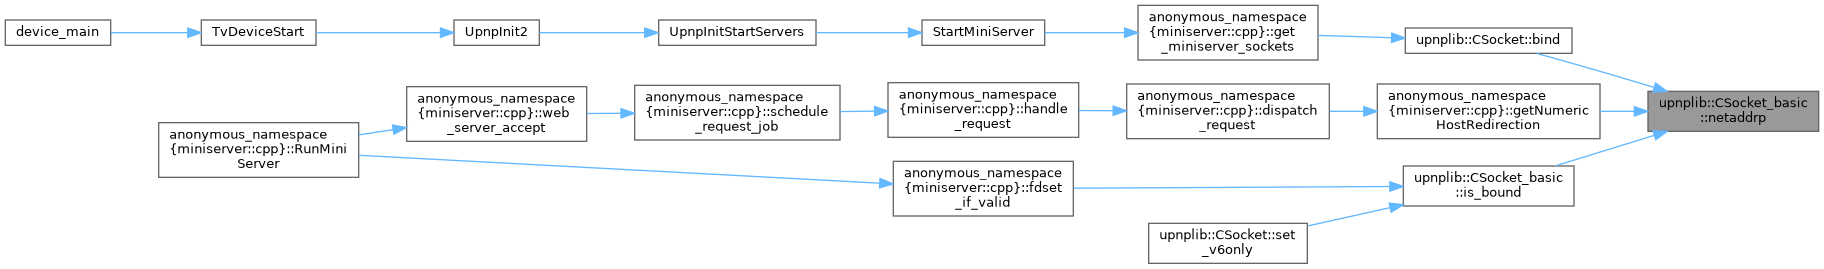 device_main
TvDeviceStart
UpnpInit2
UpnpInitStartServers
StartMiniServer
anonymous_namespace
{miniserver::cpp}::get
_miniserver_sockets
upnplib::CSocket::bind
anonymous_namespace
{miniserver::cpp}::RunMini
Server
anonymous_namespace
{miniserver::cpp}::web
_server_accept
anonymous_namespace
{miniserver::cpp}::schedule
_request_job
anonymous_namespace
{miniserver::cpp}::handle
_request
anonymous_namespace
{miniserver::cpp}::dispatch
_request
anonymous_namespace
{miniserver::cpp}::getNumeric
HostRedirection
upnplib::CSocket_basic
::netaddrp
anonymous_namespace
{miniserver::cpp}::fdset
_if_valid
upnplib::CSocket_basic
::is_bound
upnplib::CSocket::set
_v6only